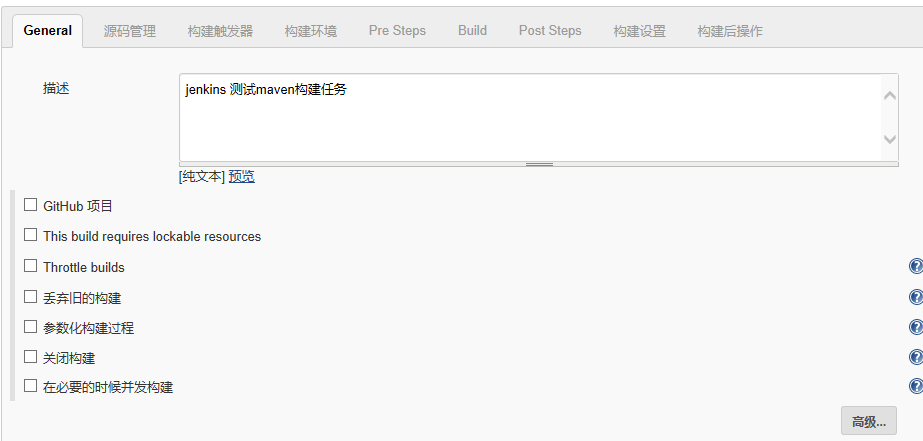 General 源码管理 构建触发器 构建环境 Pre Steps Build Post Steps 构建设置 构建后操作
描述
jenkins 测试maven构建任务
[纯文本] 预览
GitHub 项目
This build requires lockable resources
Throttle builds
丢弃旧的构建
参数化构建过程
关闭构建
在必要的时候并发构建
高级...